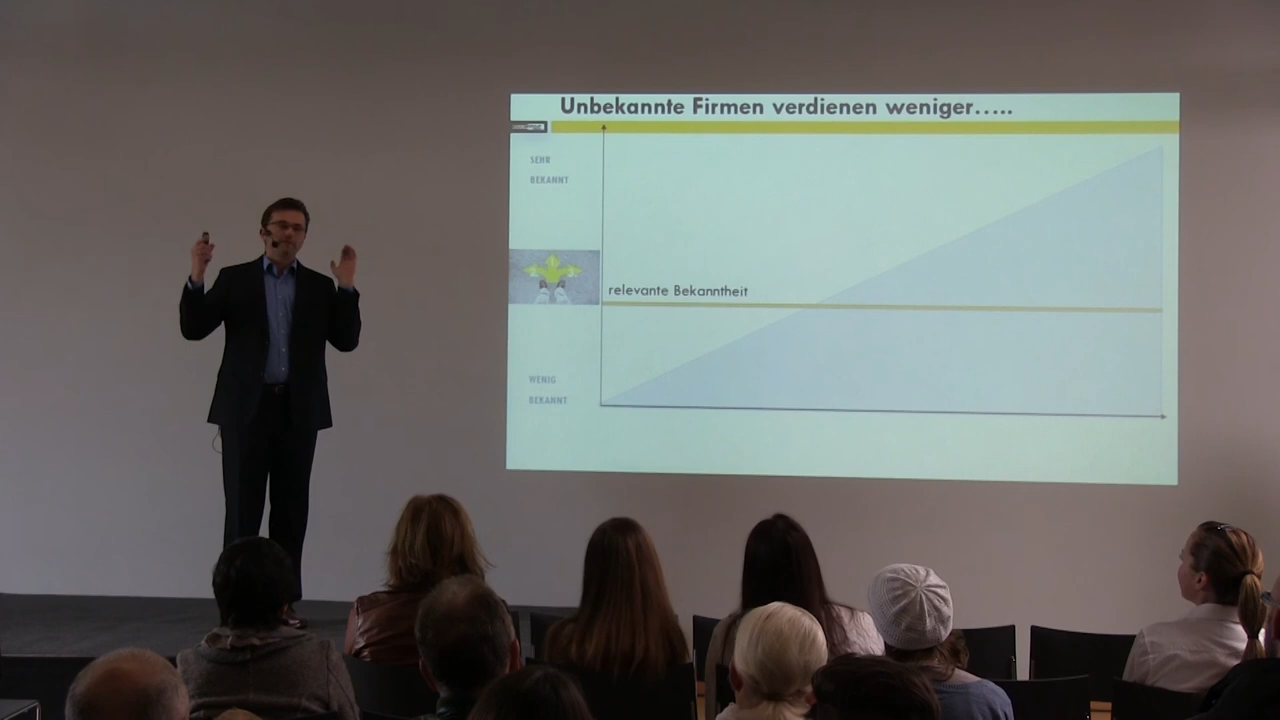 Unbekannte Firmen verdienen weniger.....
SEHR
BEKANNT
relevante Bekanntheit
WENIG
BEKANNT